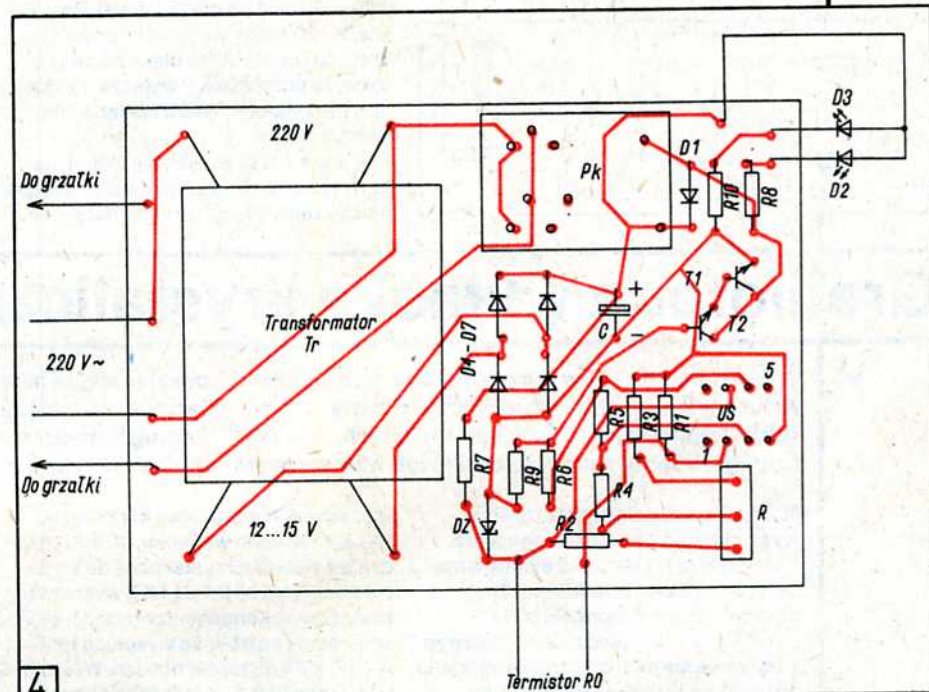 D3
D2
220 V
Do grzałki
Pk
D1
R10
R8
T1
T2
Transformator
Tr
D4-D7
C
+
-
220 V~
5
US
1
R5
R3
R1
R7
R9
R6
R4
R
Do grzałki
12...15 V
DZ
R2
4
Termistor R0